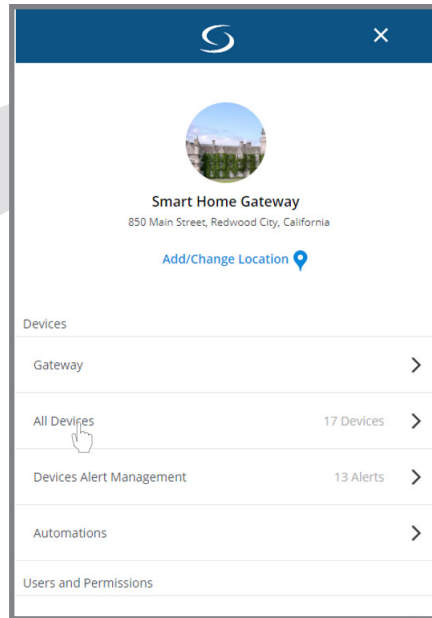 Smart Home Gateway
850 Main Street, Redwood City, California
Add/Change Location
Devices
Gateway
All Devices 17 Devices
Devices Alert Management 13 Alerts
Automations
Users and Permissions